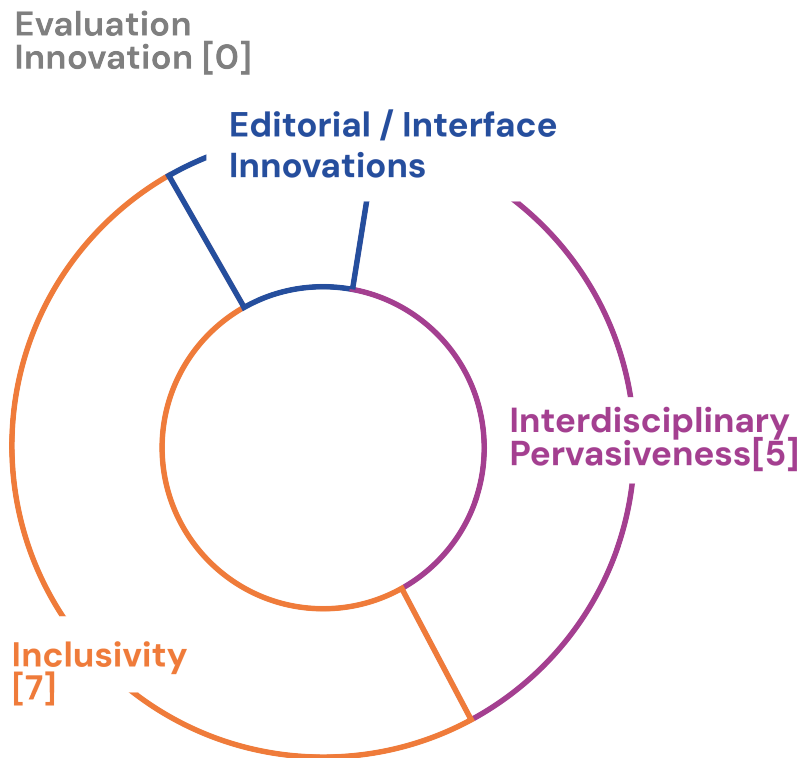 Evaluation
Innovation [0]
Editorial / Interface
Innovations
Interdisciplinary
Pervasiveness[5]
Inclusivity
[7]